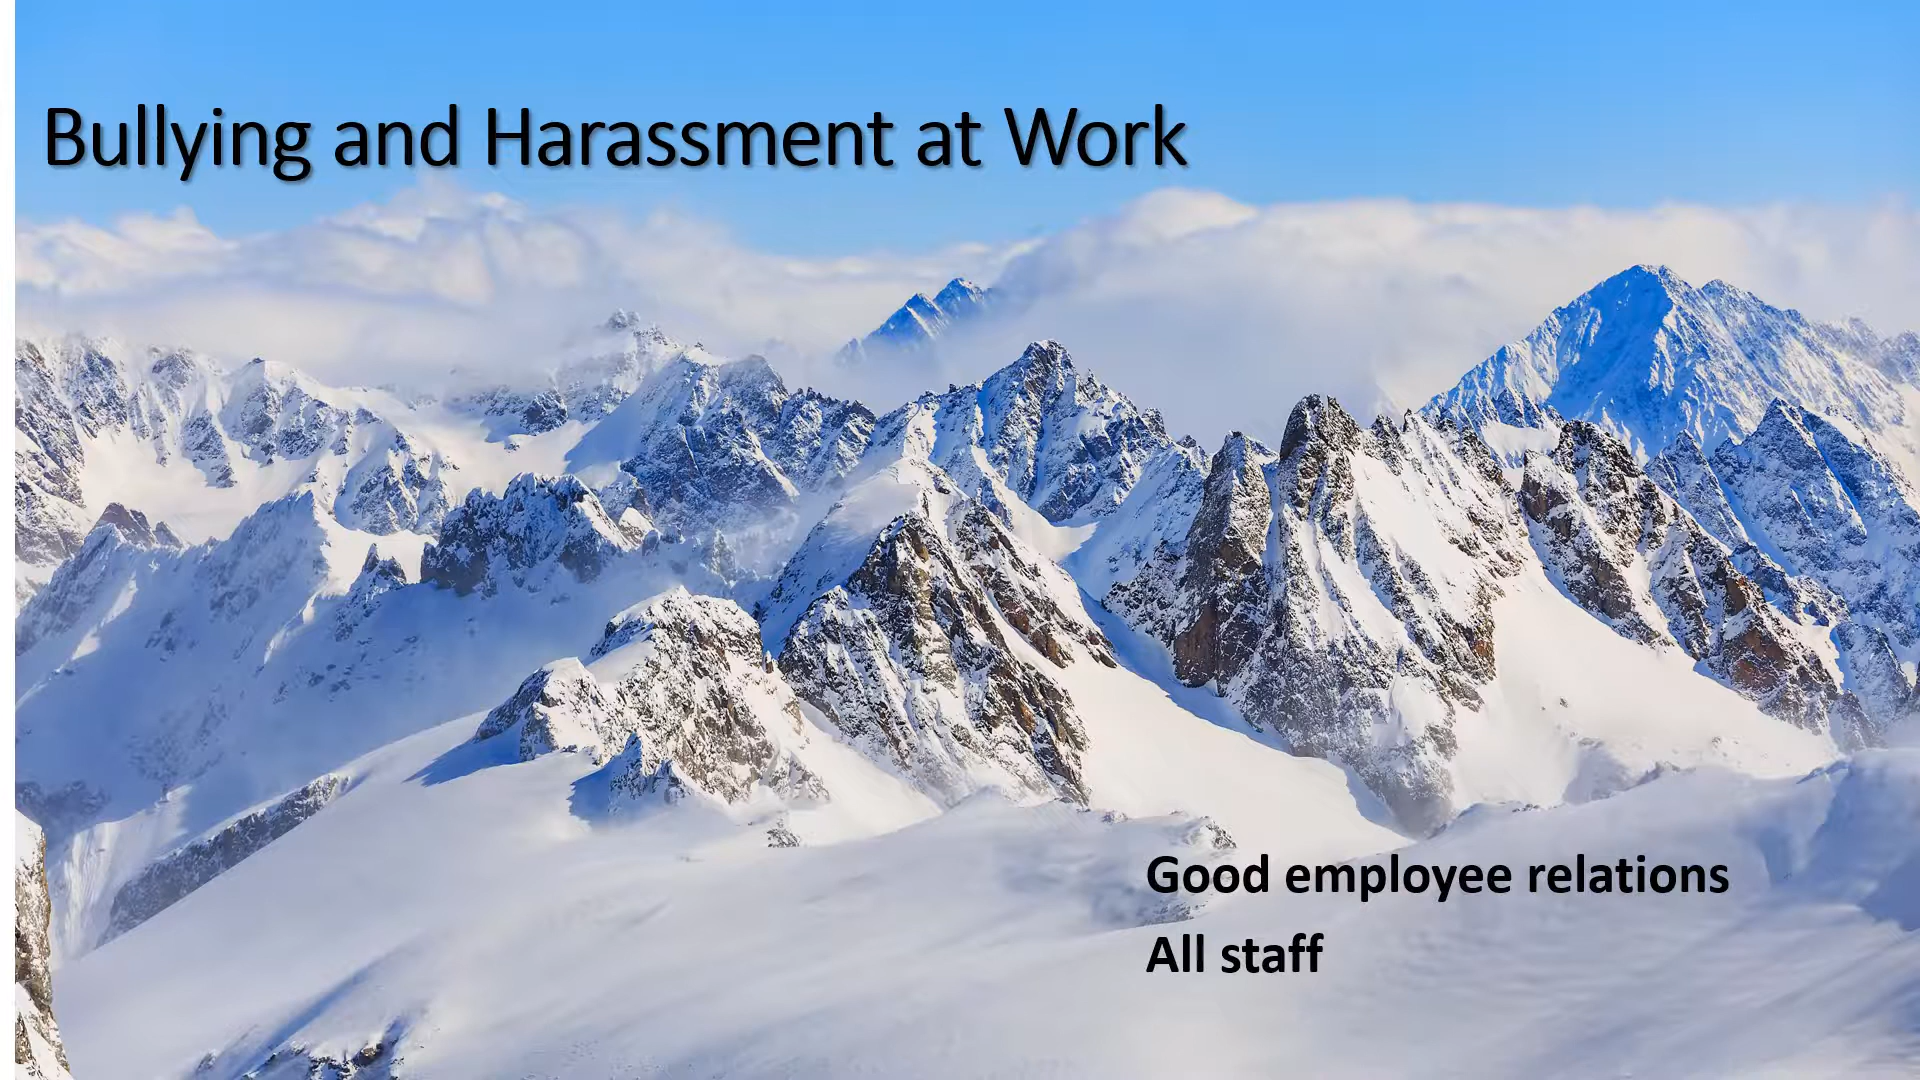 Bullying and Harassment at Work
Good employee relations
All staff